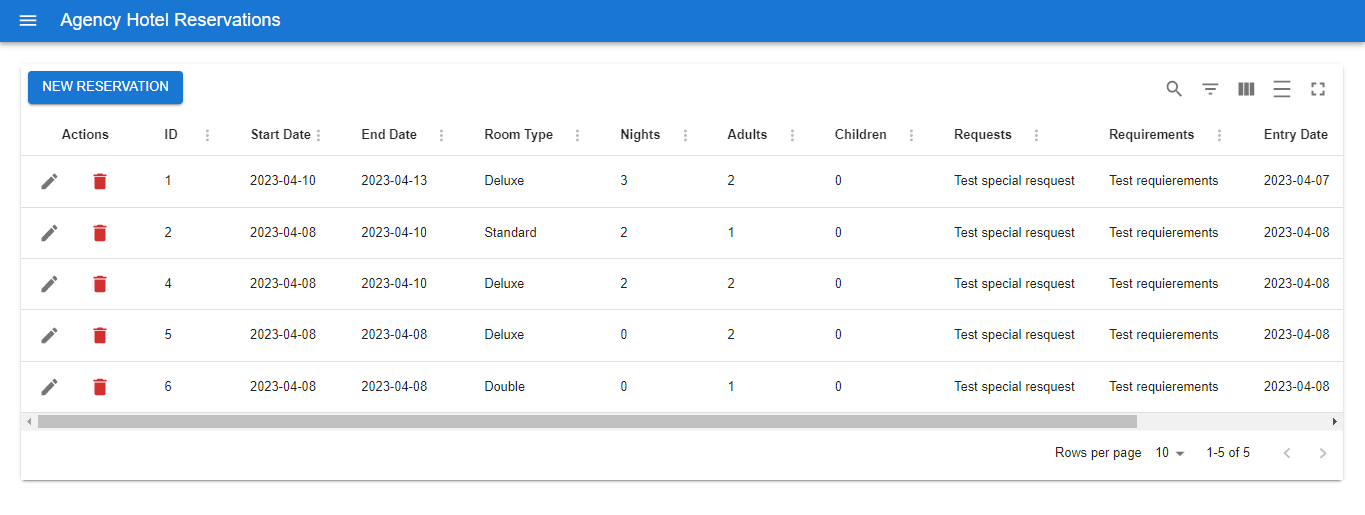 Agency Hotel Reservations
NEW RESERVATION
Actions ID Start Date End Date Room Type Nights Adults Children Requests Requirements Entry Date
1 2023-04-10 2023-04-13 Deluxe 3 2 0 Test special resquest Test requierements 2023-04-07
2 2023-04-08 2023-04-10 Standard 2 1 0 Test special resquest Test requierements 2023-04-08
4 2023-04-08 2023-04-10 Deluxe 2 2 0 Test special resquest Test requierements 2023-04-08
5 2023-04-08 2023-04-08 Deluxe 0 2 0 Test special resquest Test requierements 2023-04-08
6 2023-04-08 2023-04-08 Double 0 1 0 Test special resquest Test requierements 2023-04-08
Rows per page 10 1-5 of 5